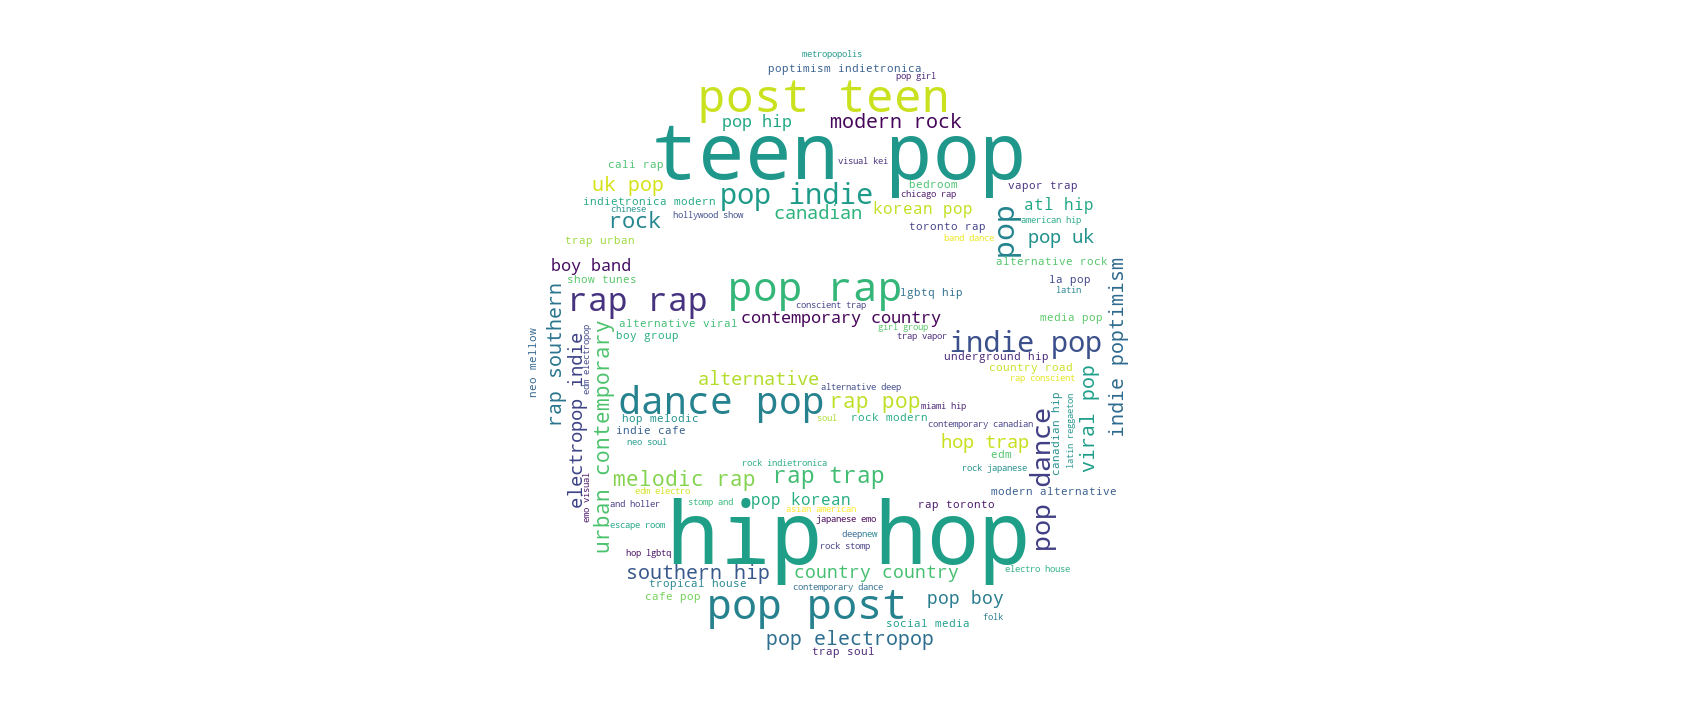 metropopolis
poptimism indietronica
pop girl
post teen
pop hip
modern rock
teen pop
visual kei
cali rap
uk pop
pop indie
bedroom
vapor trap
chicago rap
indietronica modern
chinese
hollywood show
rock
canadian
korean pop
atl hip
american hip
toronto rap
pop
pop uk
trap urban
band dance
alternative rock
boy band
show tunes
la pop
latin
pop rap
lgbtq hip
rap rap
conscient trap
contemporary country
media pop
alternative viral
girl group
boy group
trap vapor
indie pop
underground hip
indie poptimism
rap southern
neo mellow
electropop indie
edm electropop
urban contemporary
country road
rap conscient
alternative
alternative deep
dance pop
rap pop
miami hip
hop melodic
soul
rock modern
indie cafe
contemporary canadian
neo soul
hop trap
edm
pop dance
canadian hip
latin reggaeton
viral pop
rock indietronica
rock japanese
melodic rap
rap trap
edm electro
modern alternative
emo visual
and holler
stomp and
pop korean
asian american
rap toronto
japanese emo
escape room
hip hop
deepnew
rock stomp
hop lgbtq
southern hip
country country
electro house
tropical house
contemporary dance
cafe pop
pop post
pop boy
folk
social media
pop electropop
trap soul